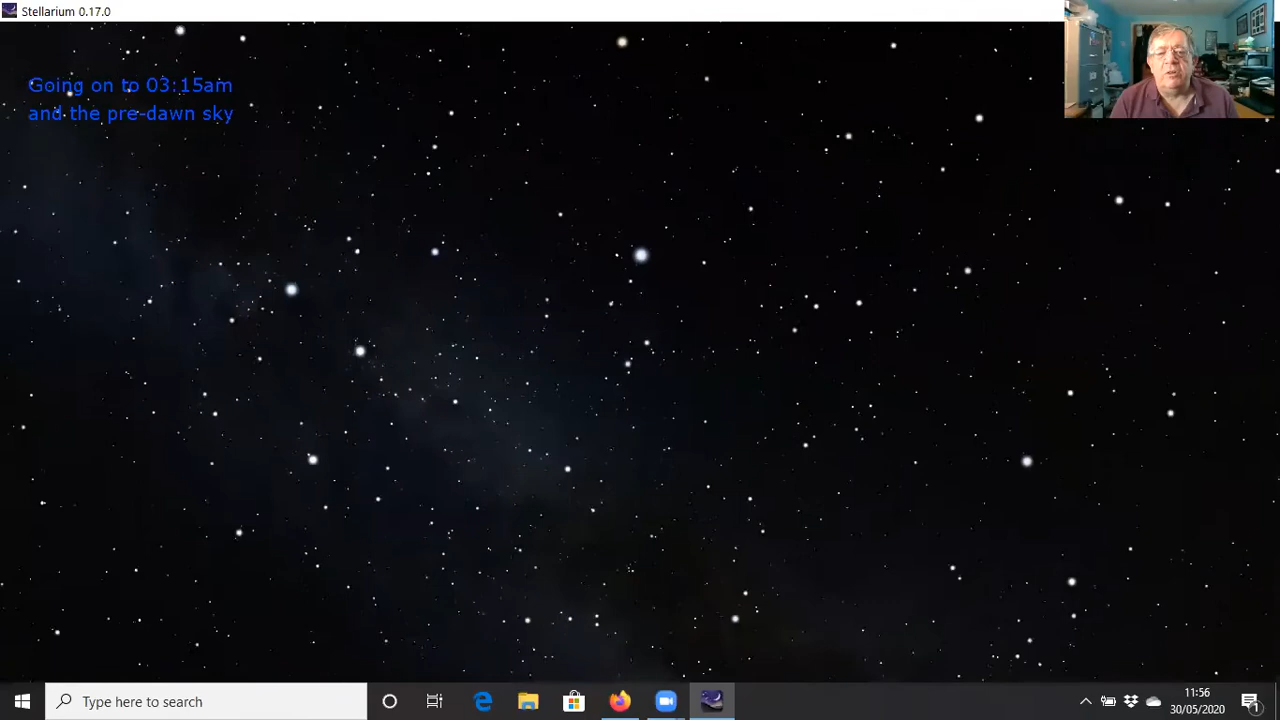 Stellarium 0.17.0
Going on to 03:15am
and the pre-dawn sky
Type here to search
11:56
30/05/2020
1